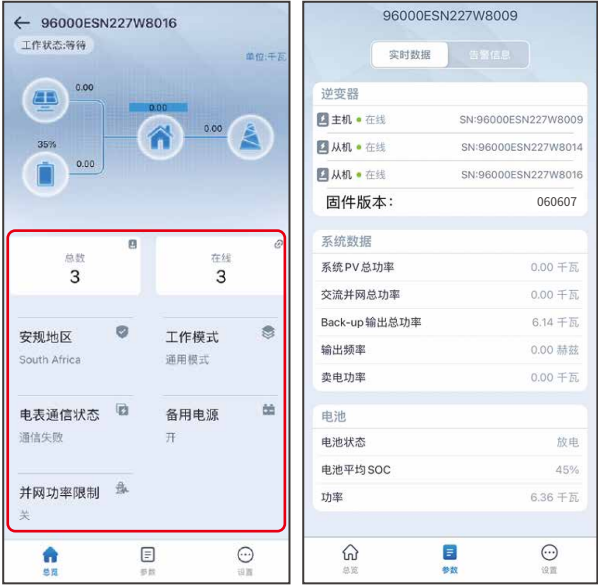 96000ESN227W8016
工作状态:等待
单位:千瓦
0.00
0.00
35%
0.00
0.00
总数
3
在线
3
安规地区
South Africa
工作模式
通用模式
电表通信状态
通信失败
备用电源
开
并网功率限制
关
总览
参数
设置
96000ESN227W8009
实时数据
告警信息
逆变器
主机 在线 SN:96000ESN227W8009
从机 在线 SN:96000ESN227W8014
从机 在线 SN:96000ESN227W8016
固件版本: 060607
系统数据
系统PV总功率 0.00 千瓦
交流并网总功率 0.00 千瓦
Back-up输出总功率 6.14 千瓦
输出频率 0.00 赫兹
卖电功率 0.00 千瓦
电池
电池状态 放电
电池平均SOC 45%
功率 6.36 千瓦
总览
参数
设置